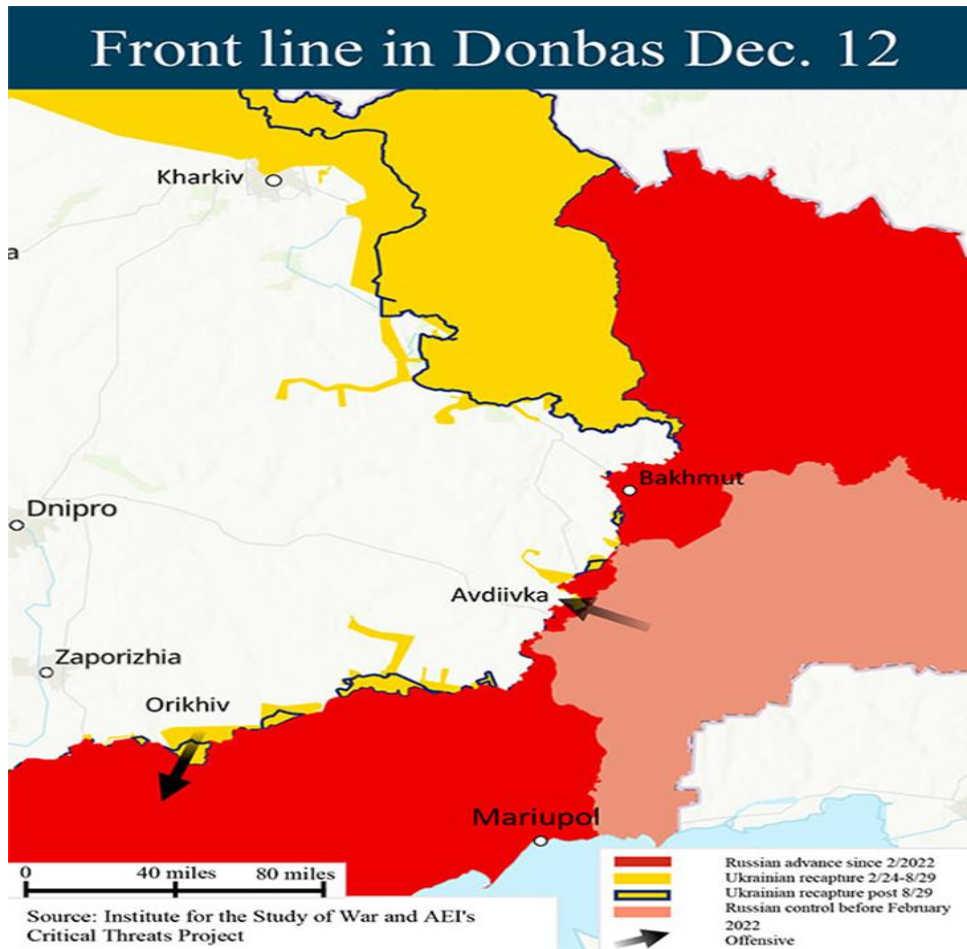 Front line in Donbas Dec. 12
Kharkiv
a
Bakhmut
Dnipro
Avdiivka
Zaporizhia
Orikhiv
Mariupol
0 40 miles 80 miles
Source: Institute for the Study of War and AEI's
Critical Threats Project
Russian advance since 2/2022
Ukrainian recapture 2/24-8/29
Ukrainian recapture post 8/29
Russian control before February
2022
Offensive